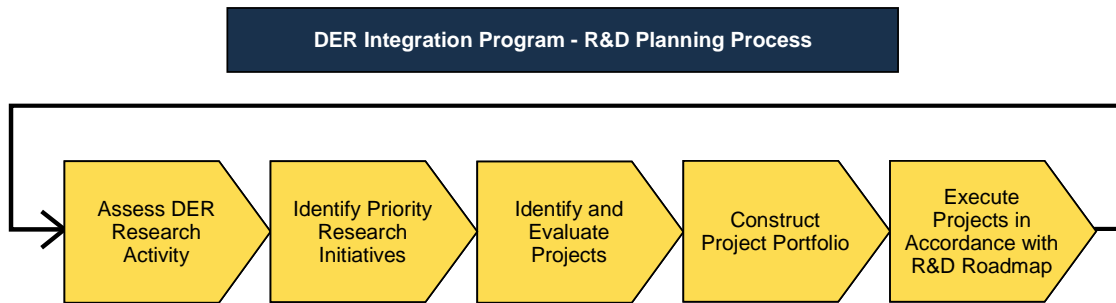 DER Integration Program - R&D Planning Process
Assess DER
Research
Activity
Identify Priority
Research
Initiatives
Identify and
Evaluate
Projects
Construct
Project Portfolio
Execute
Projects in
Accordance with
R&D Roadmap